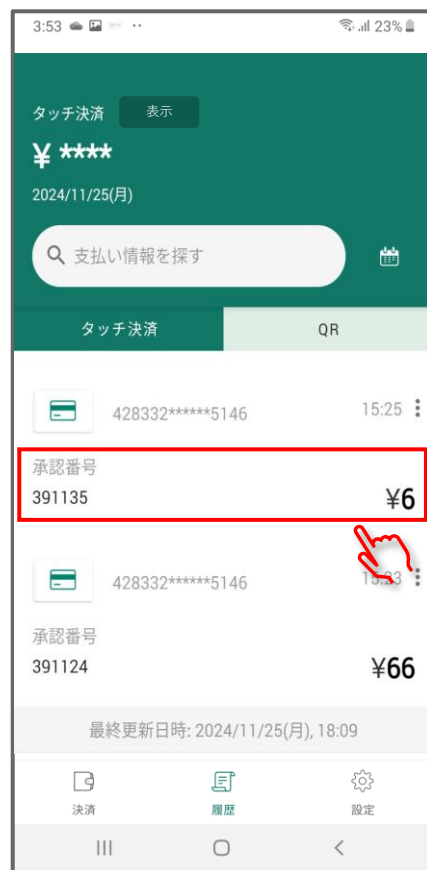 3:53 23%
タッチ決済 表示
¥ ****
2024/11/25(月)
支払い情報を探す
タッチ決済 QR
428332******5146 15:25
承認番号
391135 ¥6
428332******5146 15:23
承認番号
391124 ¥66
最終更新日時: 2024/11/25(月), 18:09
決済 履歴 設定